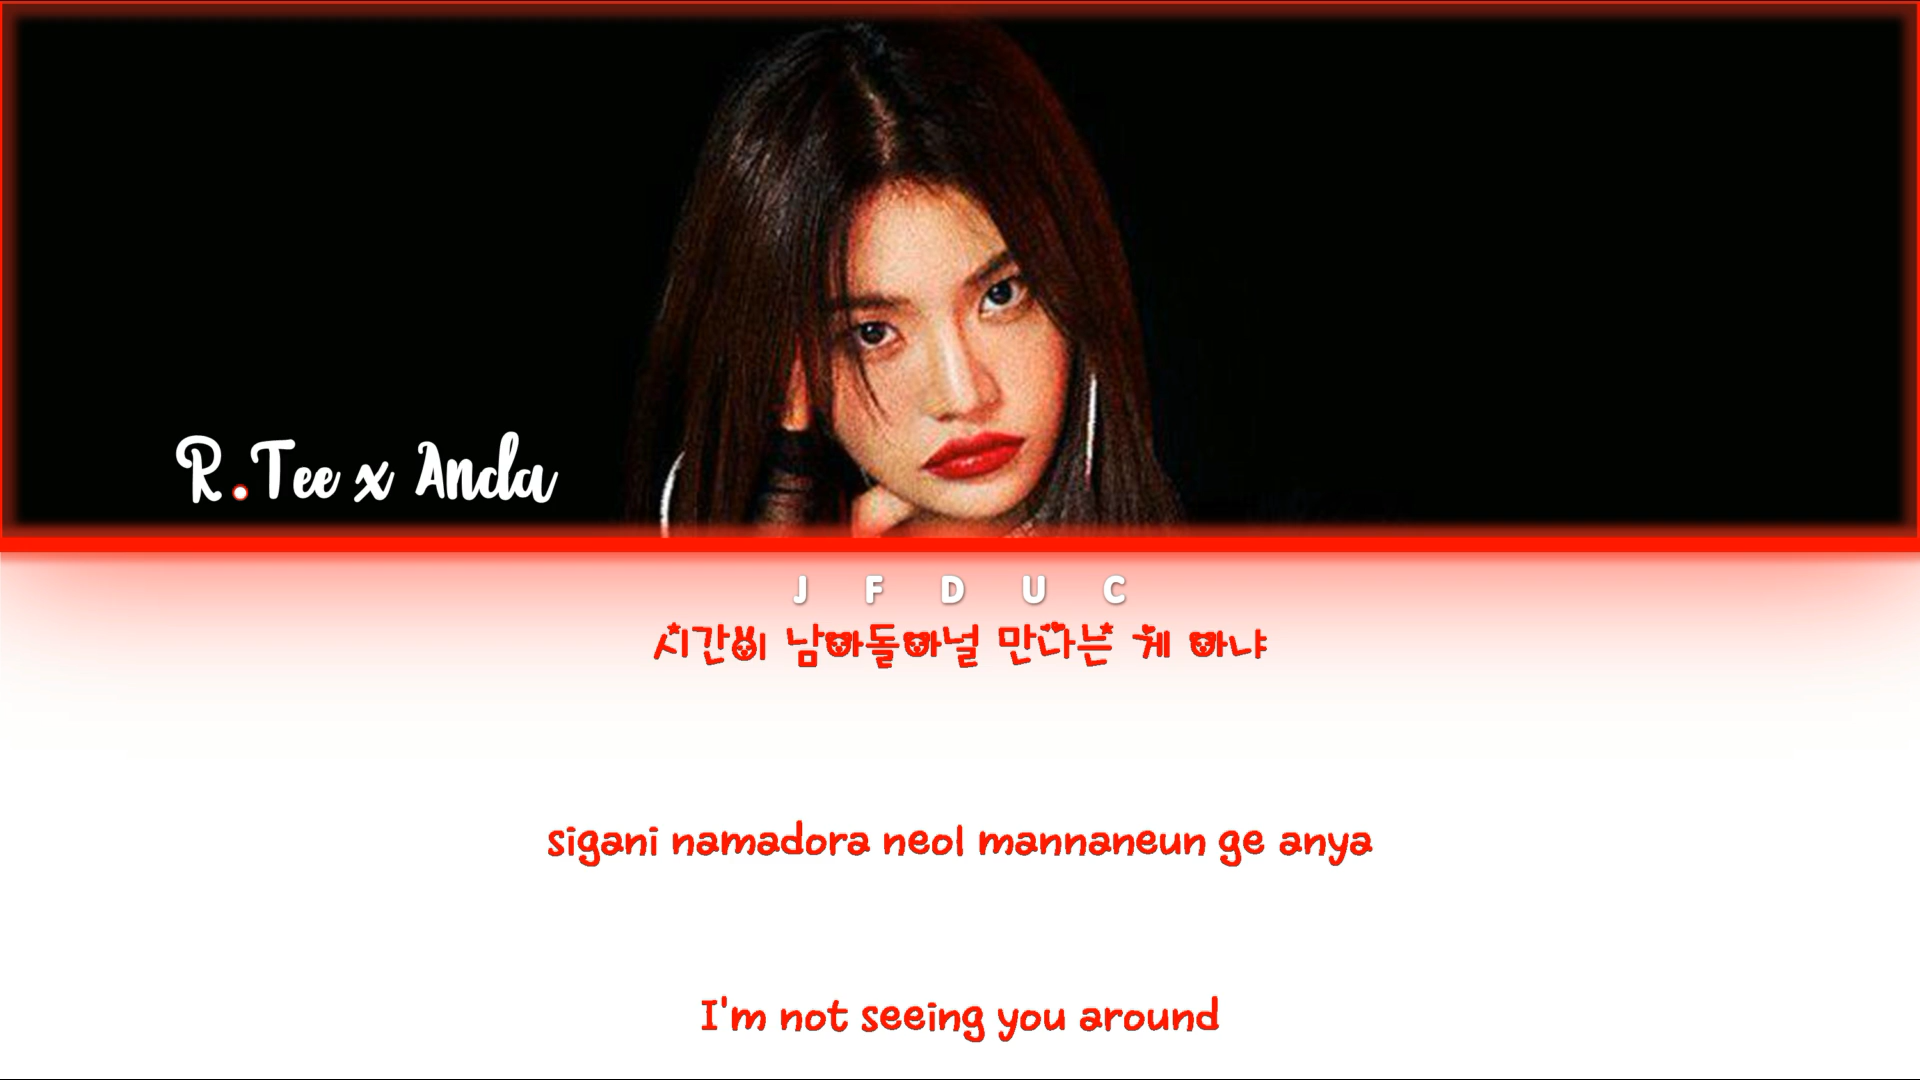 R.Tee x Anda
J F D U C
시간이 남아돌아널 만나는 게 아냐
sigani namadora neol mannaneun ge anya
I'm not seeing you around